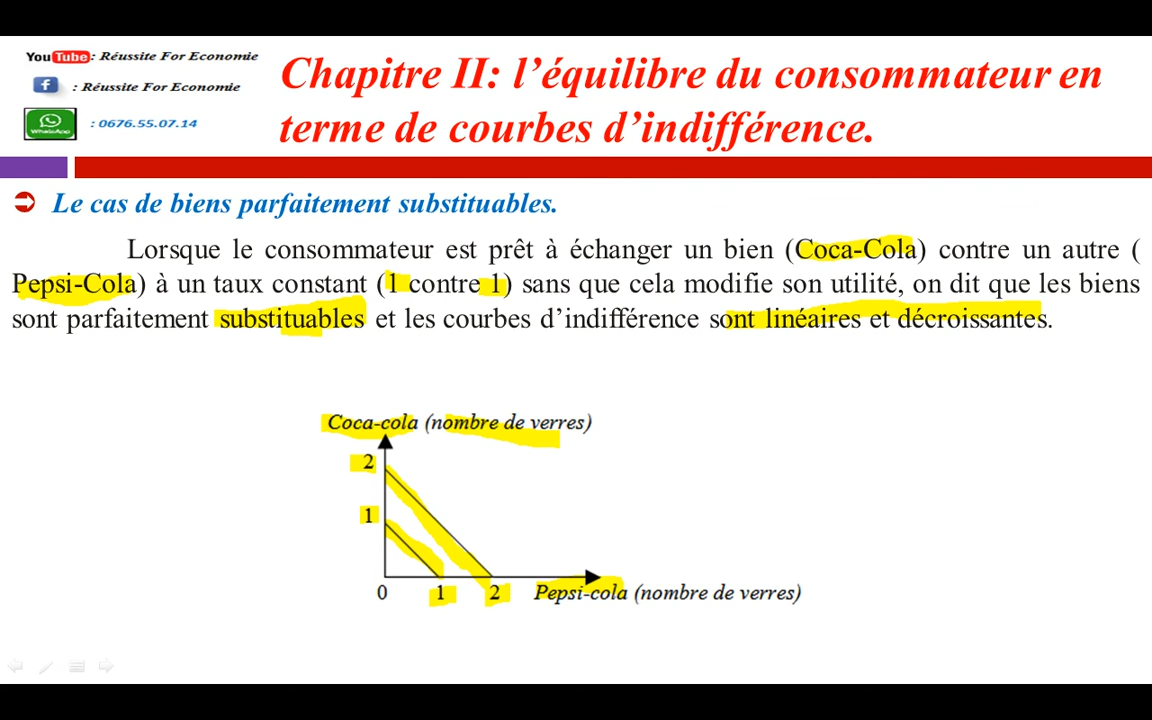 YouTube : Réussite For Economie
: Réussite For Economie
WhatsApp : 0676.55.07.14
Chapitre II: l’équilibre du consommateur en
terme de courbes d’indifférence.
Le cas de biens parfaitement substituables.
Lorsque le consommateur est prêt à échanger un bien (Coca-Cola) contre un autre (
Pepsi-Cola) à un taux constant (1 contre 1) sans que cela modifie son utilité, on dit que les biens
sont parfaitement substituables et les courbes d’indifférence sont linéaires et décroissantes.
Coca-cola (nombre de verres)
2
1
0 1 2 Pepsi-cola (nombre de verres)